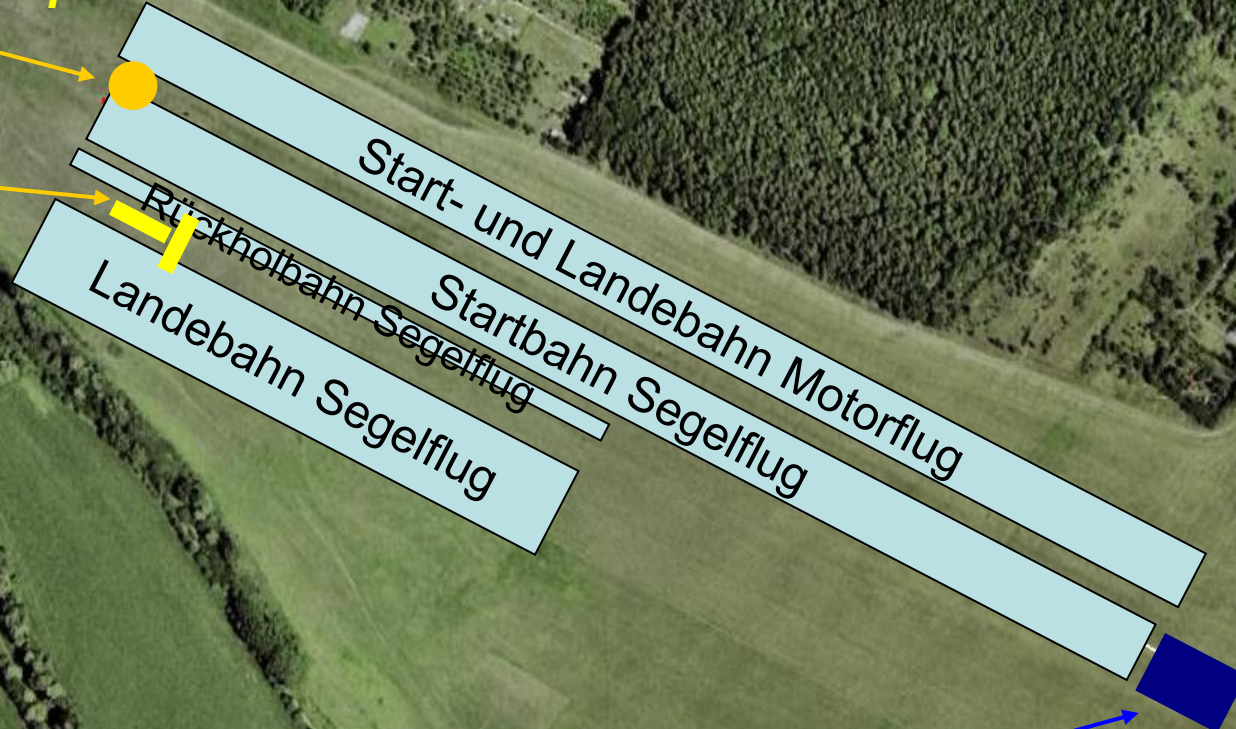 Start- und Landebahn Motorflug
Startbahn Segelflug
Rückholbahn Segelflug
Landebahn Segelflug